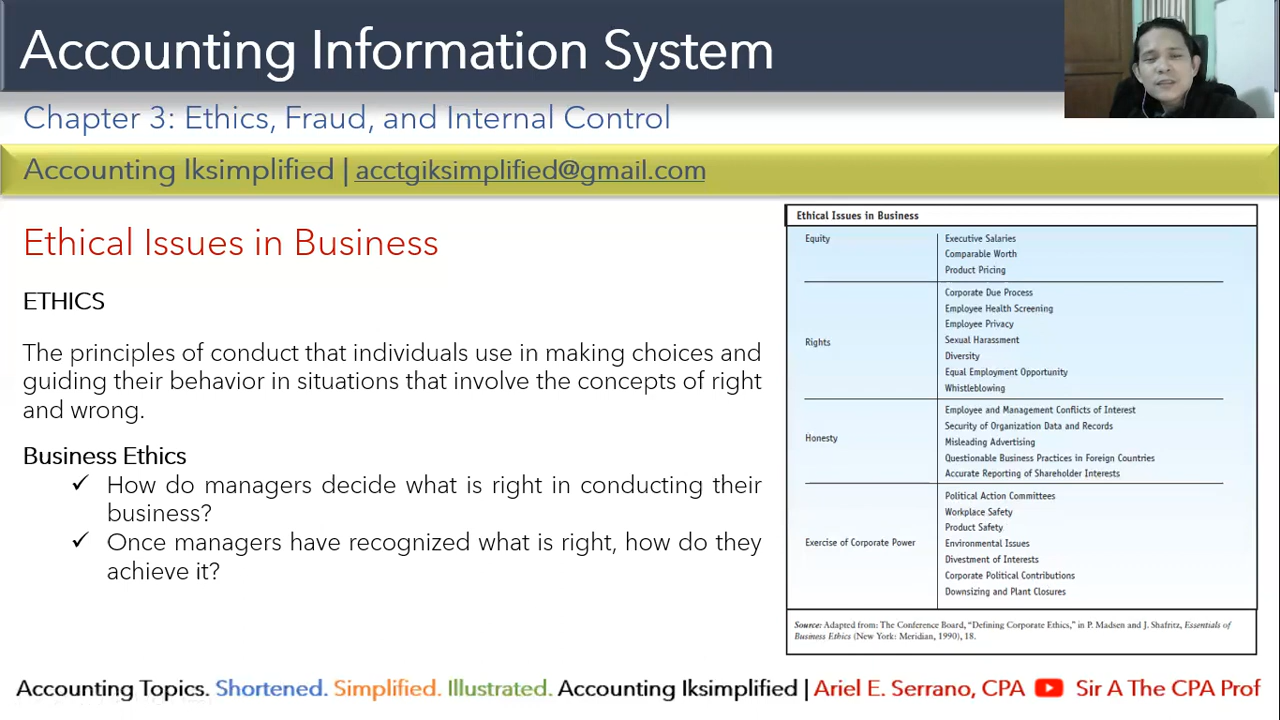 Accounting Information System
Chapter 3: Ethics, Fraud, and Internal Control
Accounting Iksimplified | acctgiksimplified@gmail.com
Ethical Issues in Business
ETHICS
The principles of conduct that individuals use in making choices and
guiding their behavior in situations that involve the concepts of right
and wrong.
Business Ethics
✓ How do managers decide what is right in conducting their
business?
✓ Once managers have recognized what is right, how do they
achieve it?
Ethical Issues in Business
Equity
Executive Salaries
Comparable Worth
Product Pricing
Rights
Corporate Due Process
Employee Health Screening
Employee Privacy
Sexual Harassment
Diversity
Equal Employment Opportunity
Whistleblowing
Honesty
Employee and Management Conflicts of Interest
Security of Organization Data and Records
Misleading Advertising
Questionable Business Practices in Foreign Countries
Accurate Reporting of Shareholder Interests
Exercise of Corporate Power
Political Action Committees
Workplace Safety
Product Safety
Environmental Issues
Divestment of Interests
Corporate Political Contributions
Downsizing and Plant Closures
Source: Adapted from: The Conference Board, “Defining Corporate Ethics,” in P. Madsen and J. Shafritz, Essentials of
Business Ethics (New York: Meridian, 1990), 18.
Accounting Topics. Shortened. Simplified. Illustrated. Accounting Iksimplified | Ariel E. Serrano, CPA Sir A The CPA Prof